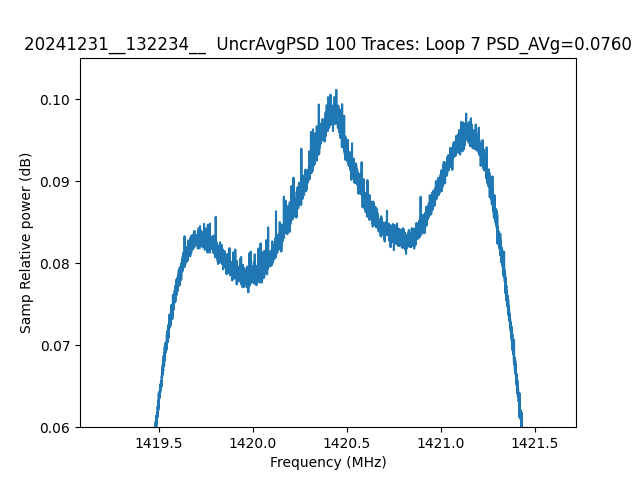 20241231__132234__  UncrAvgPSD 100 Traces: Loop 7 PSD_AVg=0.0760
0.10
0.09
0.08
0.07
0.06
Samp Relative power (dB)
1419.5 1420.0 1420.5 1421.0 1421.5
Frequency (MHz)